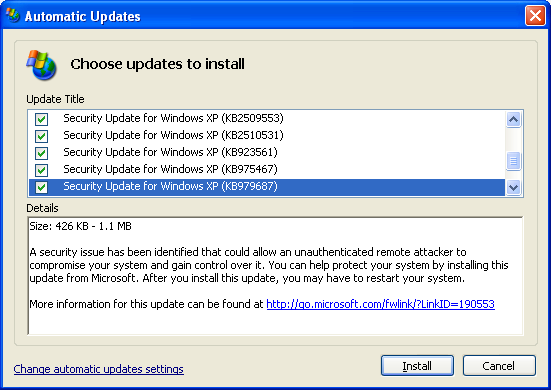 Automatic Updates
Choose updates to install
Update Title
Security Update for Windows XP (KB2509553)
Security Update for Windows XP (KB2510531)
Security Update for Windows XP (KB923561)
Security Update for Windows XP (KB975467)
Security Update for Windows XP (KB979687)
Details
Size: 426 KB - 1.1 MB
A security issue has been identified that could allow an unauthenticated remote attacker to
compromise your system and gain control over it. You can help protect your system by installing this
update from Microsoft. After you install this update, you may have to restart your system.
More information for this update can be found at http://go.microsoft.com/fwlink/?LinkID=190553
Change automatic updates settings
Install
Cancel